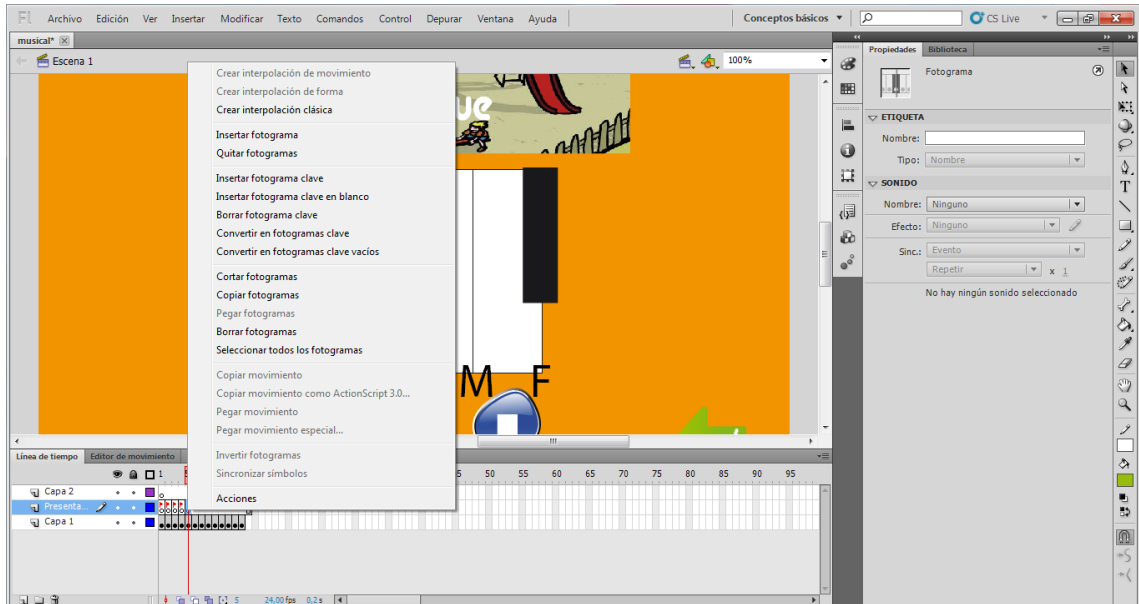 Fl Archivo Edición Ver Insertar Modificar Texto Comandos Control Depurar Ventana Ayuda Conceptos básicos CS Live
musical*
Escena 1 100%
Crear interpolación de movimiento
Crear interpolación de forma
Crear interpolación clásica
Insertar fotograma
Quitar fotogramas
Insertar fotograma clave
Insertar fotograma clave en blanco
Borrar fotograma clave
Convertir en fotogramas clave
Convertir en fotogramas clave vacíos
Cortar fotogramas
Copiar fotogramas
Pegar fotogramas
Borrar fotogramas
Seleccionar todos los fotogramas
Copiar movimiento
Copiar movimiento como ActionScript 3.0...
Pegar movimiento
Pegar movimiento especial...
Invertir fotogramas
Sincronizar símbolos
Acciones
M F
Propiedades Biblioteca
Fotograma
ETIQUETA
Nombre:
Tipo: Nombre
SONIDO
Nombre: Ninguno
Efecto: Ninguno
Sinc.: Evento
Repetir x 1
No hay ningún sonido seleccionado
Línea de tiempo Editor de movimiento
1 5 50 55 60 65 70 75 80 85 90 95
Capa 2
Presenta...
Capa 1
5 24.00 fps 0.2 s